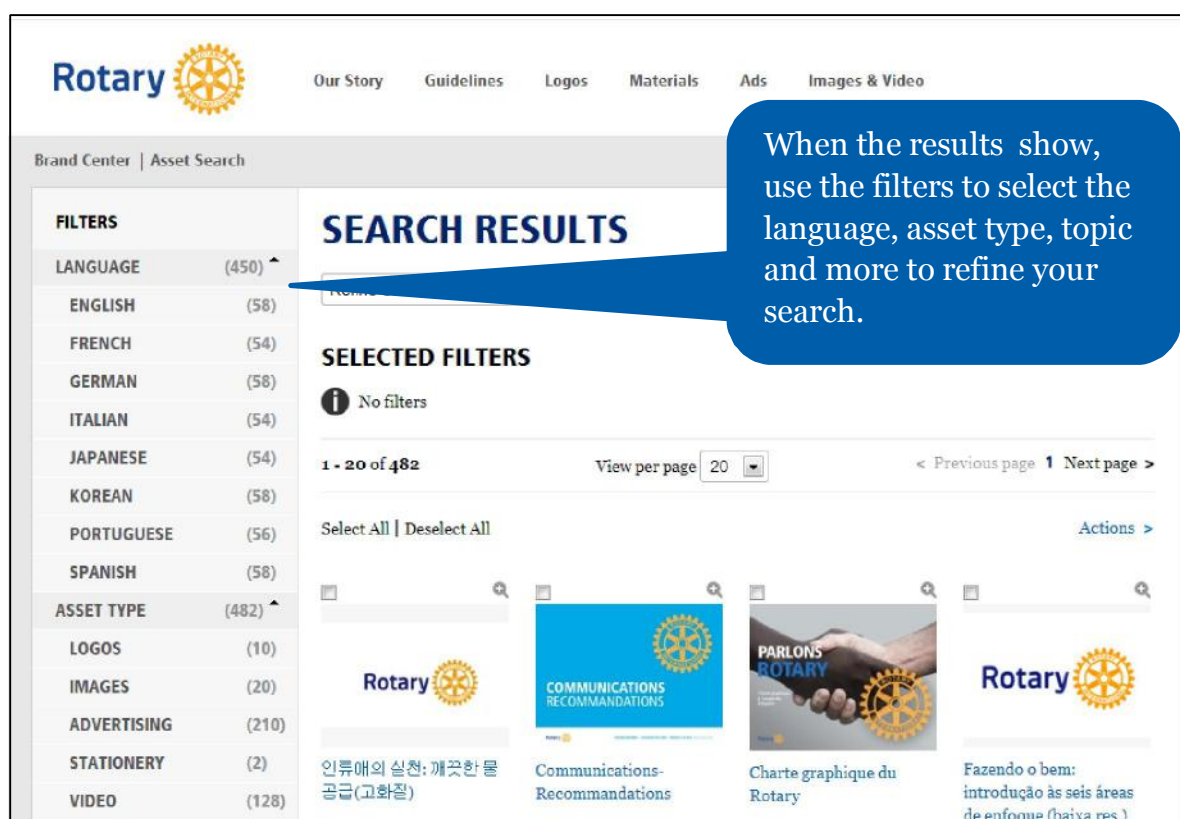 Rotary
Our Story Guidelines Logos Materials Ads Images & Video
Brand Center | Asset Search
When the results show,
use the filters to select the
language, asset type, topic
and more to refine your
search.
FILTERS
LANGUAGE (450)
ENGLISH (58)
FRENCH (54)
GERMAN (58)
ITALIAN (54)
JAPANESE (54)
KOREAN (58)
PORTUGUESE (56)
SPANISH (58)
ASSET TYPE (482)
LOGOS (10)
IMAGES (20)
ADVERTISING (210)
STATIONERY (2)
VIDEO (128)
SEARCH RESULTS
SELECTED FILTERS
No filters
1 - 20 of 482 View per page 20 < Previous page 1 Next page >
Select All | Deselect All Actions >
Rotary
인류애의 실천: 깨끗한 물
공급(고화질)
COMMUNICATIONS
RECOMMANDATIONS
Communications-
Recommandations
PARLONS
ROTARY
Charte graphique du
Rotary
Rotary
Fazendo o bem:
introdução às seis áreas
de enfoque (baixa res.)